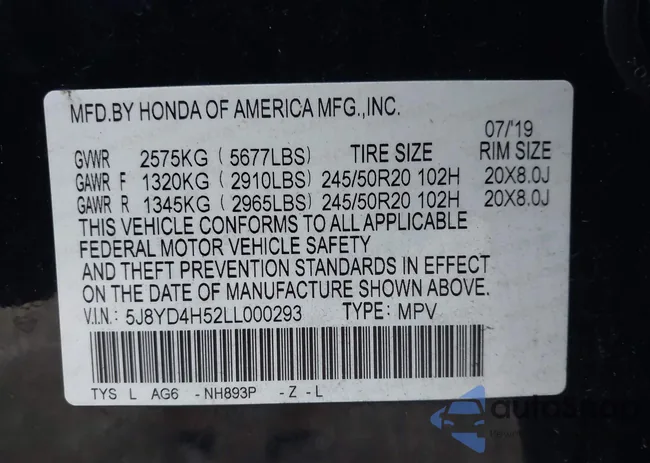 MFD.BY HONDA OF AMERICA MFG.,INC.
07/'19
GVWR 2575KG ( 5677LBS) TIRE SIZE RIM SIZE
GAWR F 1320KG ( 2910LBS) 245/50R20 102H 20X8.0J
GAWR R 1345KG ( 2965LBS) 245/50R20 102H 20X8.0J
THIS VEHICLE CONFORMS TO ALL APPLICABLE
FEDERAL MOTOR VEHICLE SAFETY
AND THEFT PREVENTION STANDARDS IN EFFECT
ON THE DATE OF MANUFACTURE SHOWN ABOVE.
V.I.N.: 5J8YD4H52LL000293 TYPE: MPV
TYS L AG6 -NH893P -Z-L